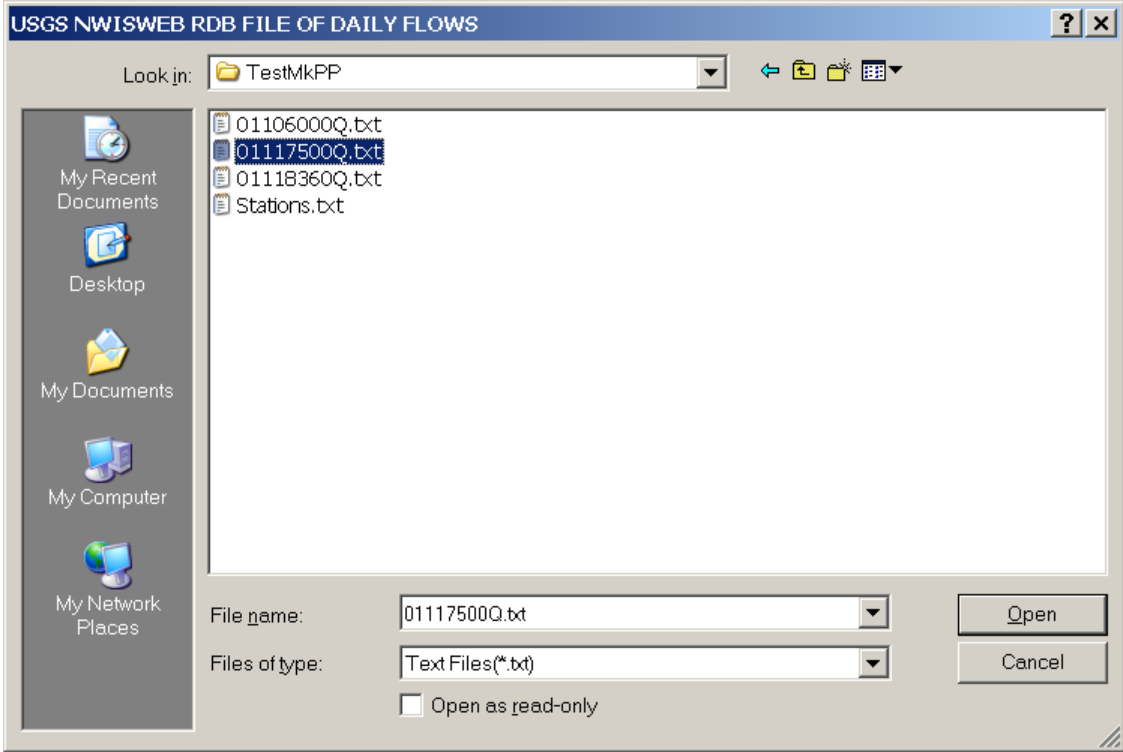 USGS NWISWEB RDB FILE OF DAILY FLOWS
Look in:
TestMkPP
My Recent
Documents
Desktop
My Documents
My Computer
My Network
Places
01106000Q.txt
01117500Q.txt
01118360Q.txt
Stations.txt
File name:
01117500Q.txt
Open
Files of type:
Text Files(*.txt)
Cancel
Open as read-only